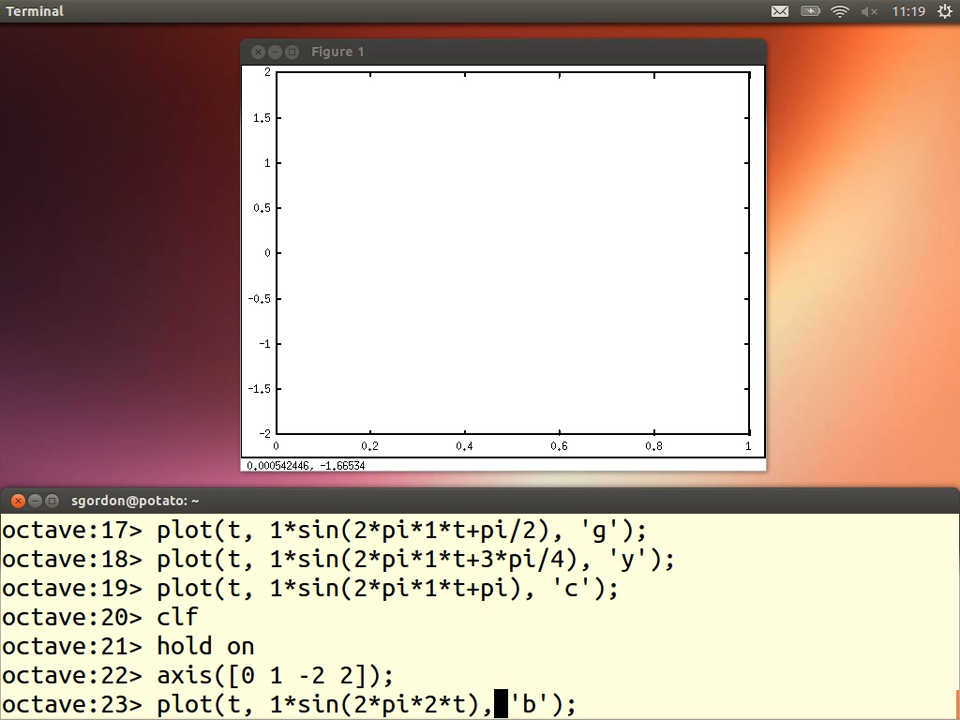 Terminal
11:19
Figure 1
2
1.5
1
0.5
0
-0.5
-1
-1.5
-2
0 0.2 0.4 0.6 0.8 1
0.000542446, -1.66534
sgordon@potato: ~
octave:17> plot(t, 1*sin(2*pi*1*t+pi/2), 'g');
octave:18> plot(t, 1*sin(2*pi*1*t+3*pi/4), 'y');
octave:19> plot(t, 1*sin(2*pi*1*t+pi), 'c');
octave:20> clf
octave:21> hold on
octave:22> axis([0 1 -2 2]);
octave:23> plot(t, 1*sin(2*pi*2*t), 'b');